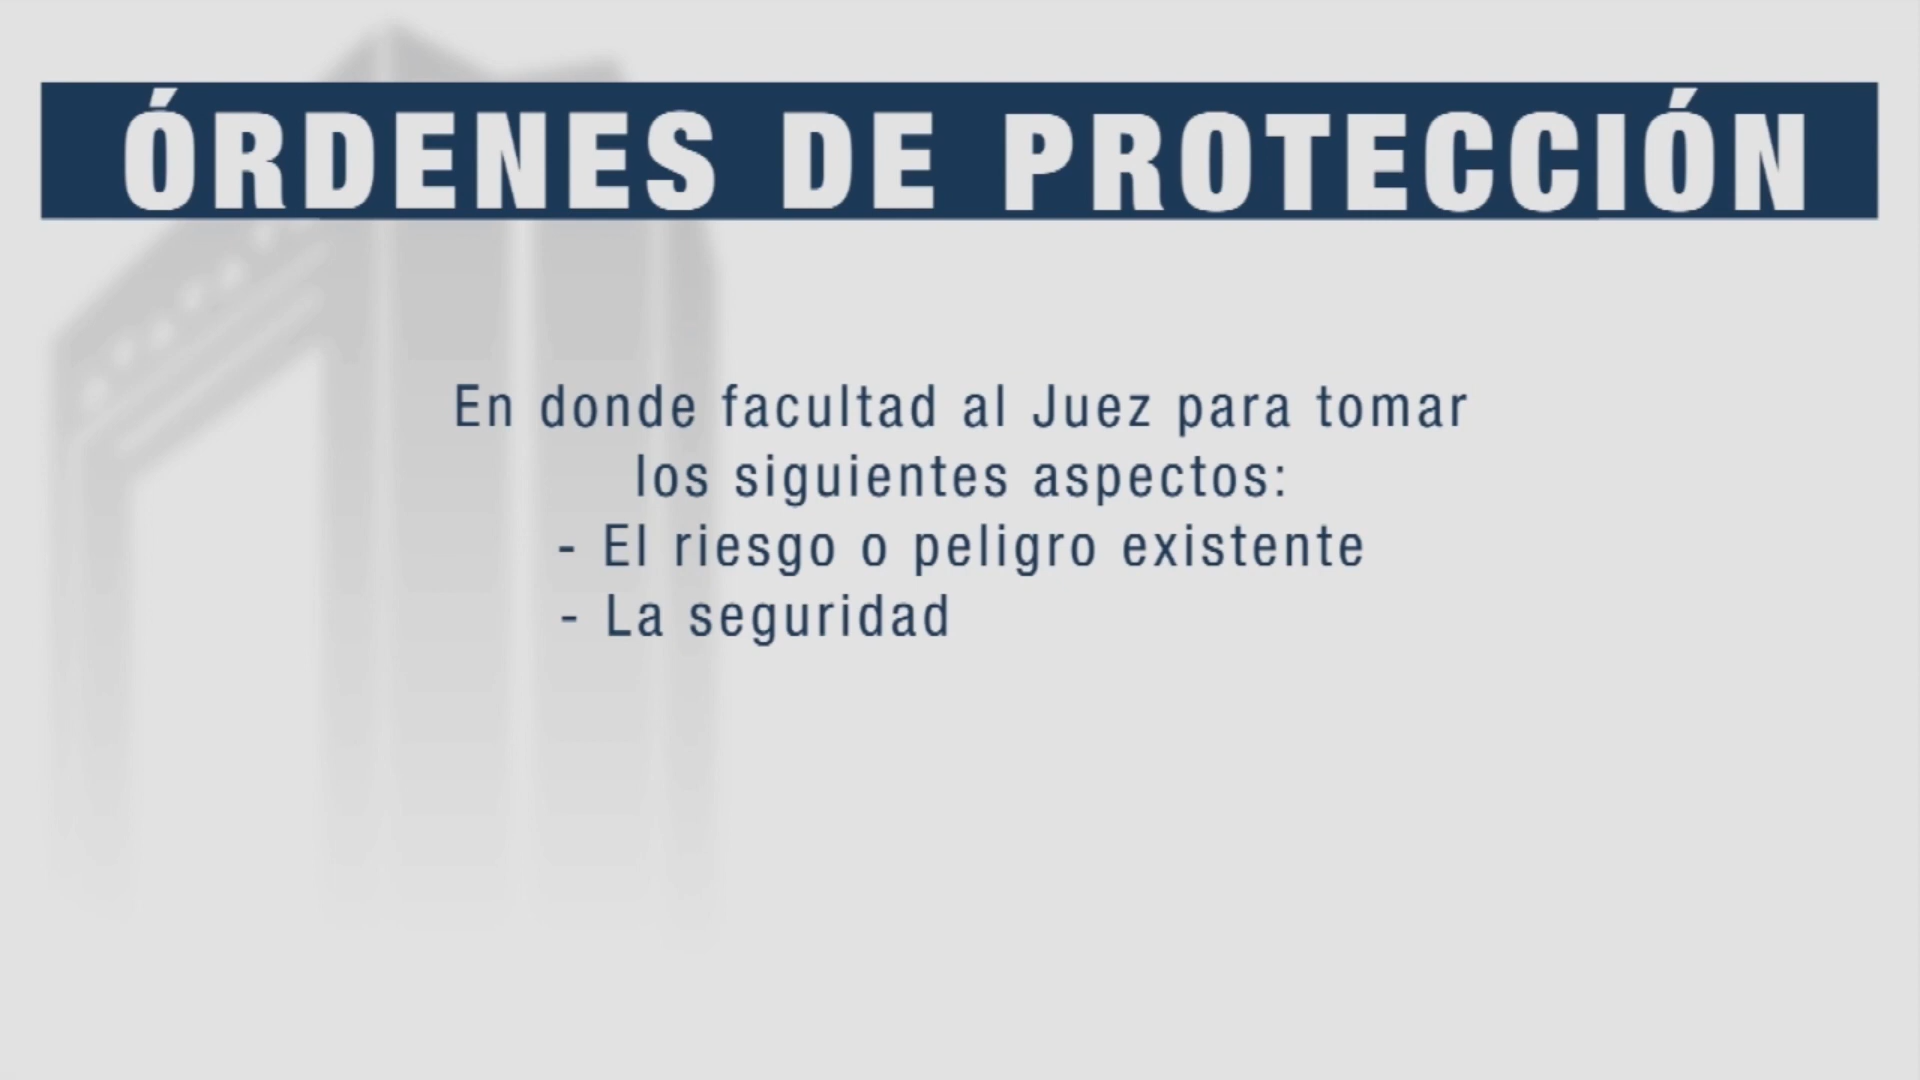 ÓRDENES DE PROTECCIÓN
En donde facultad al Juez para tomar
los siguientes aspectos:
- El riesgo o peligro existente
- La seguridad